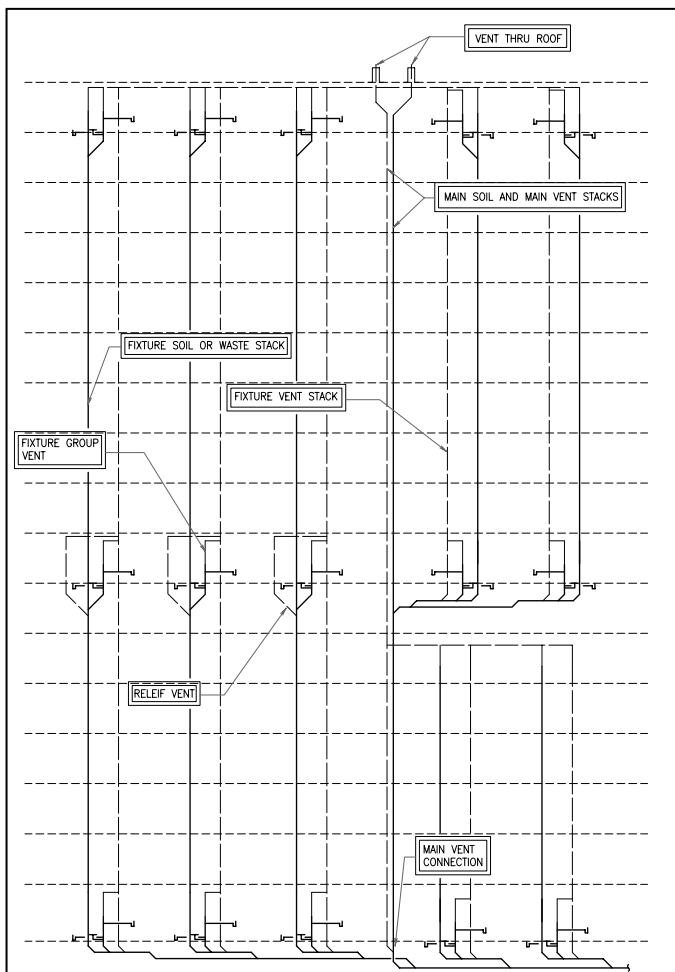 VENT THRU ROOF
MAIN SOIL AND MAIN VENT STACKS
FIXTURE SOIL OR WASTE STACK
FIXTURE VENT STACK
FIXTURE GROUP
VENT
RELEIF VENT
MAIN VENT
CONNECTION